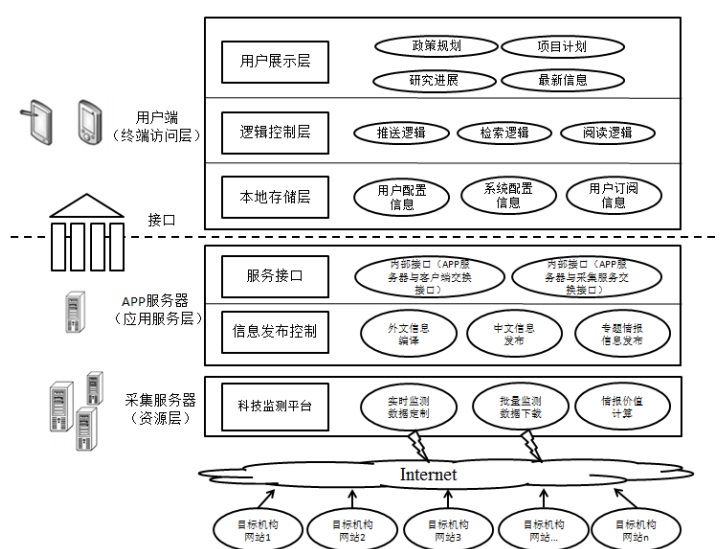 用户展示层
政策规划
项目计划
研究进展
最新信息
用户端
（终端访问层）
逻辑控制层
推送逻辑
检索逻辑
阅读逻辑
本地存储层
用户配置
信息
系统配置
信息
用户订阅
信息
接口
服务接口
内部接口（APP服
务器与客户端交换
接口）
内部接口（APP服
务器与采集服务交
换接口）
APP服务器
（应用服务层）
信息发布控制
外文信息
编译
中文信息
发布
专题情报
信息发布
采集服务器
（资源层）
科技监测平台
实时监测
数据定制
批量监测
数据下载
情报价值
计算
Internet
目标机构
网站1
目标机构
网站2
目标机构
网站3
目标机构
网站...
目标机构
网站n